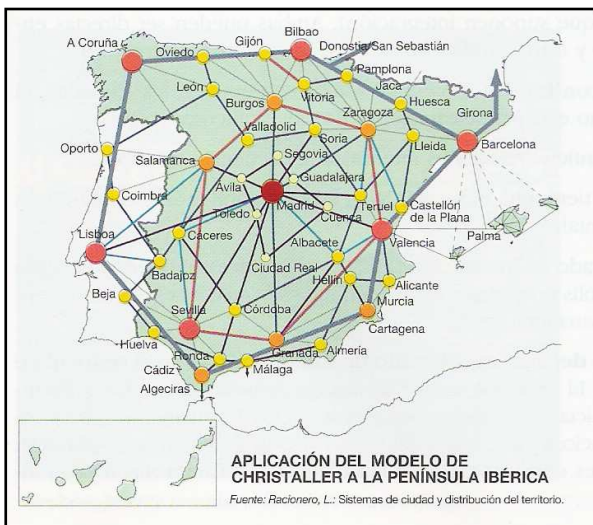 Bilbao
Gijón
Donostia/San Sebastián
A Coruña
Oviedo
Pamplona
Jaca
León
Burgos
Vitoria
Huesca
Girona
Zaragoza
Valladolid
Soria
Lleida
Barcelona
Oporto
Salamanca
Segovia
Guadalajara
Coimbra
Ávila
Madrid
Teruel
Castellón
de la Plana
Toledo
Cuenca
Lisboa
Cáceres
Valencia
Palma
Albacete
Badajoz
Ciudad Real
Hellín
Alicante
Beja
Sevilla
Córdoba
Murcia
Cartagena
Huelva
Ronda
Granada
Almería
Cádiz
Málaga
Algeciras
APLICACIÓN DEL MODELO DE
CHRISTALLER A LA PENÍNSULA IBÉRICA
Fuente: Racionero, L.: Sistemas de ciudad y distribución del territorio.